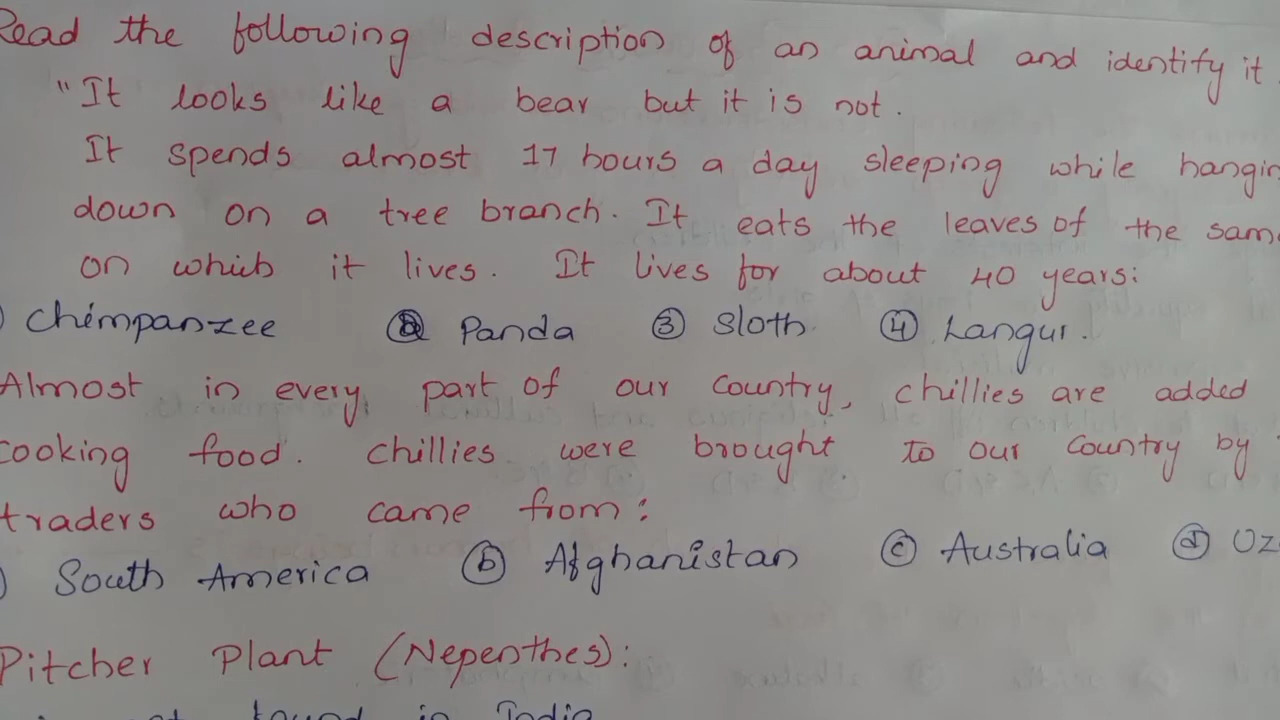 Read the following description of an animal and identify it
"It looks like a bear but it is not.
It spends almost 17 hours a day sleeping while
down on a tree branch. It eats the leaves of the
on which it lives. It lives for about 40 years:
Chimpanzee Panda ③ Sloth. ④ Langur.
Almost in every part of our country, chillies are added
cooking food. chillies were brought to our country by
traders who came from:
South America ⓑ Afghanistan ⓒ Australia ⓓ
Pitcher Plant (Nepenthes):
found in India